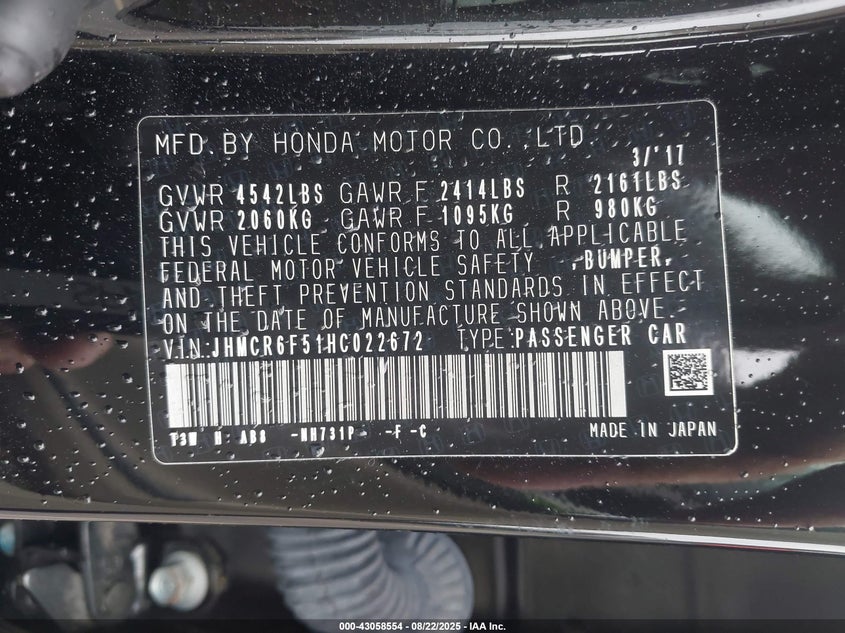 MFD. BY HONDA MOTOR CO., LTD
3/'17
GVWR 4542LBS GAWR F 2414LBS R 2161LBS
GVWR 2060KG GAWR F 1095KG R 980KG
THIS VEHICLE CONFORMS TO ALL APPLICABLE
FEDERAL MOTOR VEHICLE SAFETY ,BUMPER,
AND THEFT PREVENTION STANDARDS IN EFFECT
ON THE DATE OF MANUFACTURE SHOWN ABOVE.
VIN:JHMCR6F51HC022672 TYPE:PASSENGER CAR
T3W N AB8 -NH731P -F -C MADE IN JAPAN
000-43058554 - 08/22/2025 - IAA Inc.